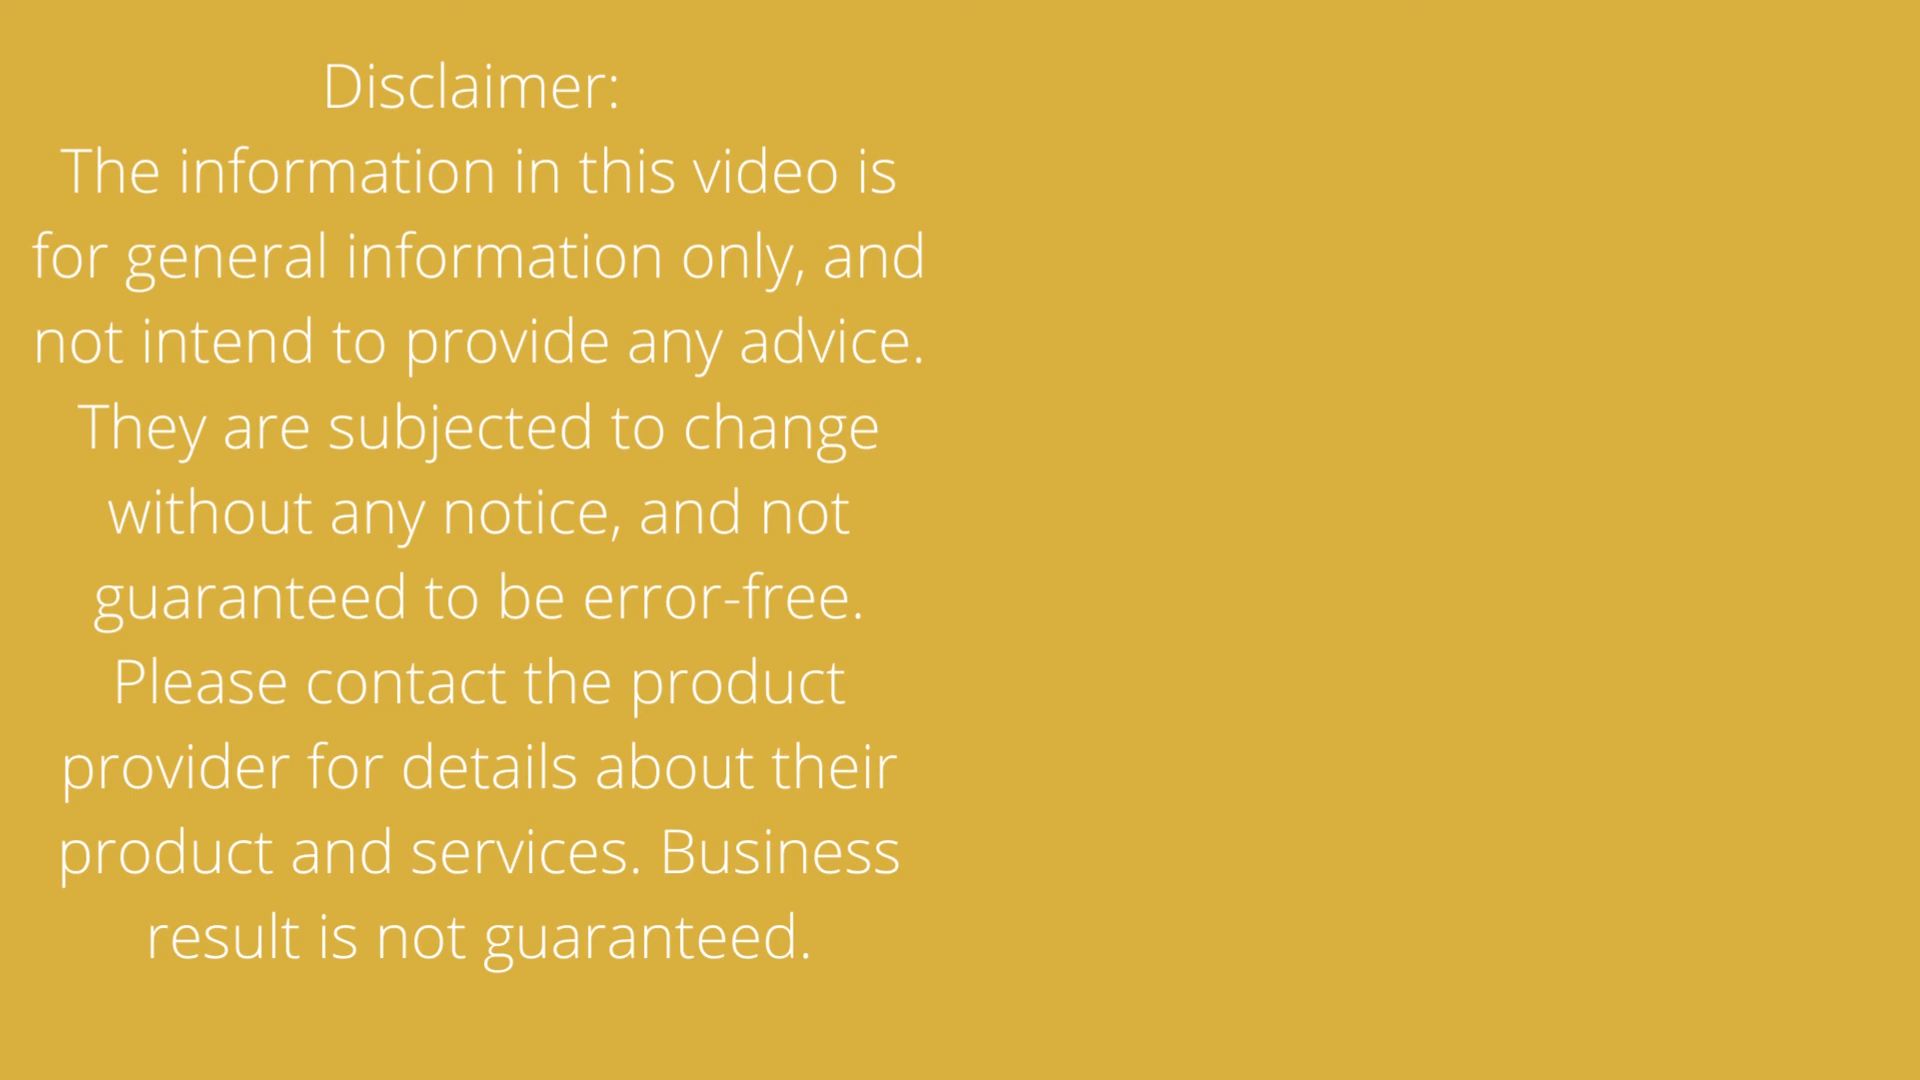 Disclaimer:
The information in this video is
for general information only, and
not intend to provide any advice.
They are subjected to change
without any notice, and not
guaranteed to be error-free.
Please contact the product
provider for details about their
product and services. Business
result is not guaranteed.